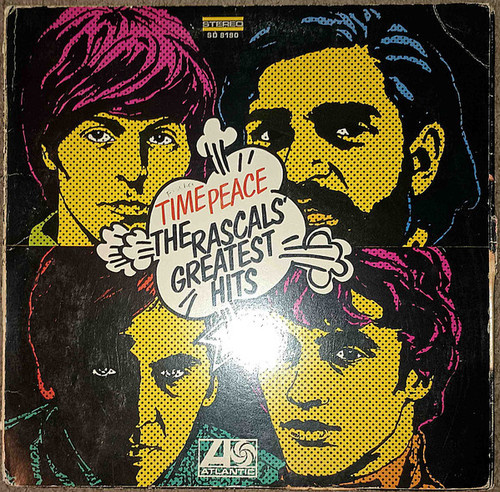 STEREO
SD 8190
TIME PEACE
THE RASCALS'
GREATEST
HITS
ATLANTIC